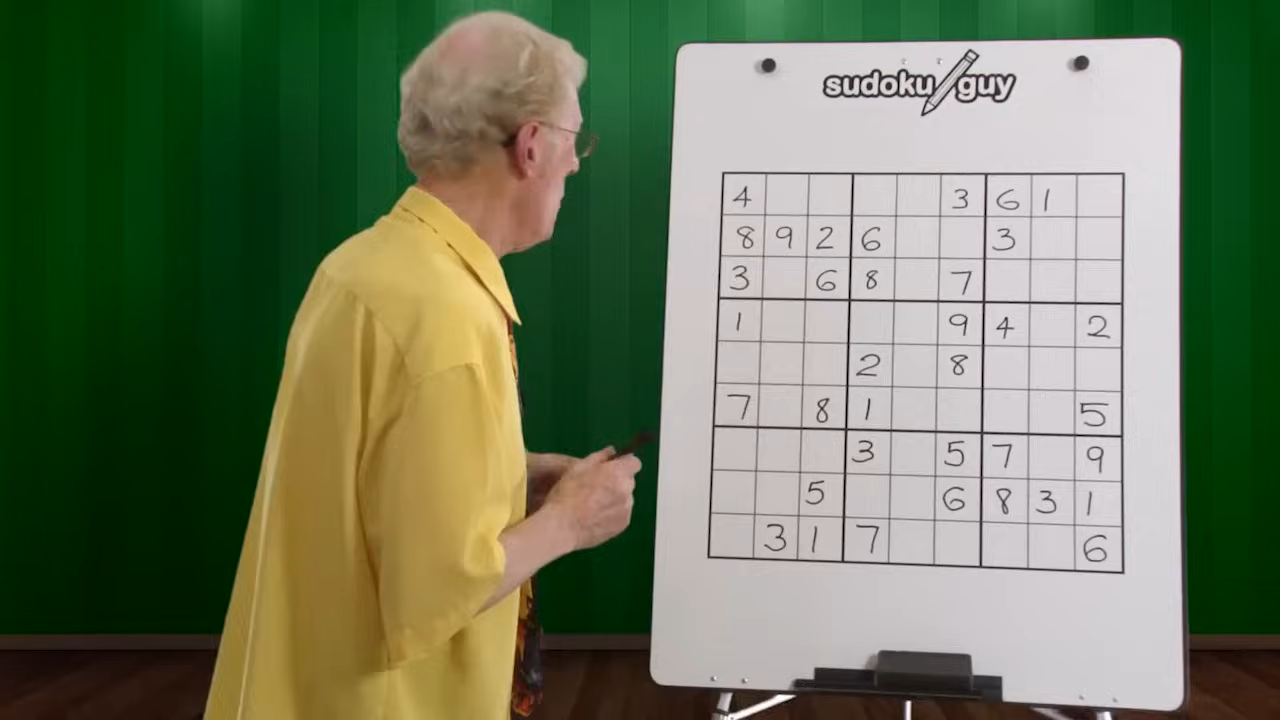 sudoku guy
4 3 6 1
8 9 2 6 3
3 6 8 7
1 9 4 2
2 8
7 8 1 5
3 5 7 9
5 6 8 3 1
3 1 7 6